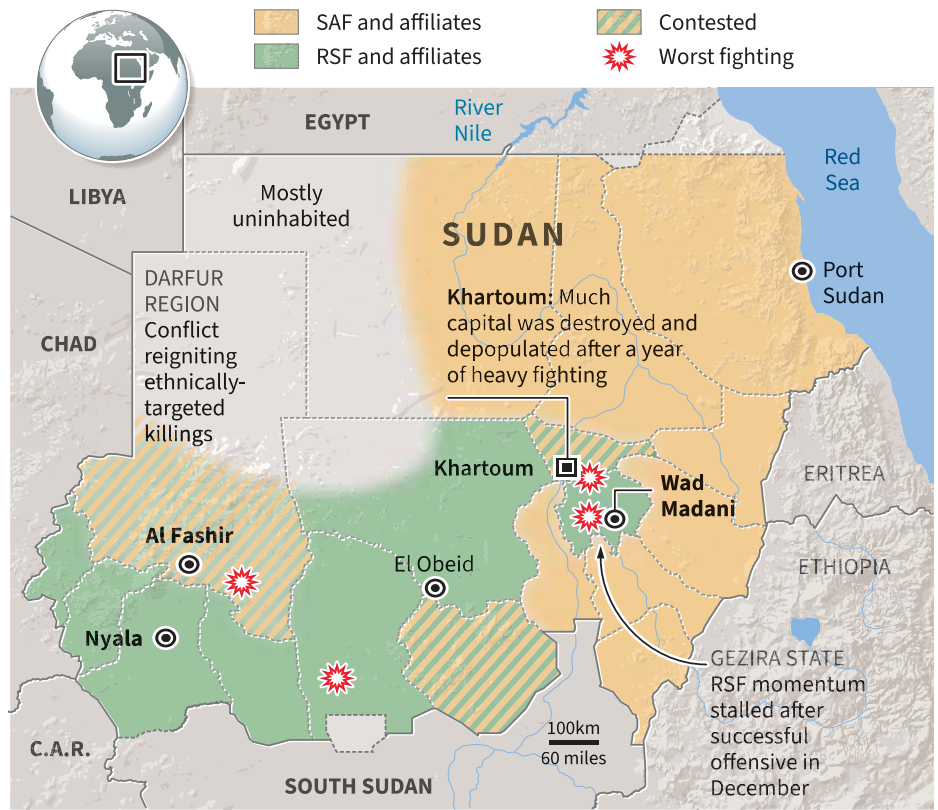 SAF and affiliates
RSF and affiliates
Contested
Worst fighting
River
Nile
EGYPT
LIBYA
Red
Sea
Mostly
uninhabited
SUDAN
DARFUR
REGION
Conflict
reigniting
ethnically-
targeted
killings
Khartoum: Much
capital was destroyed and
depopulated after a year
of heavy fighting
Port
Sudan
CHAD
Khartoum
Wad
Madani
ERITREA
Al Fashir
El Obeid
ETHIOPIA
Nyala
GEZIRA STATE
RSF momentum
stalled after
successful
offensive in
December
100km
60 miles
C.A.R.
SOUTH SUDAN